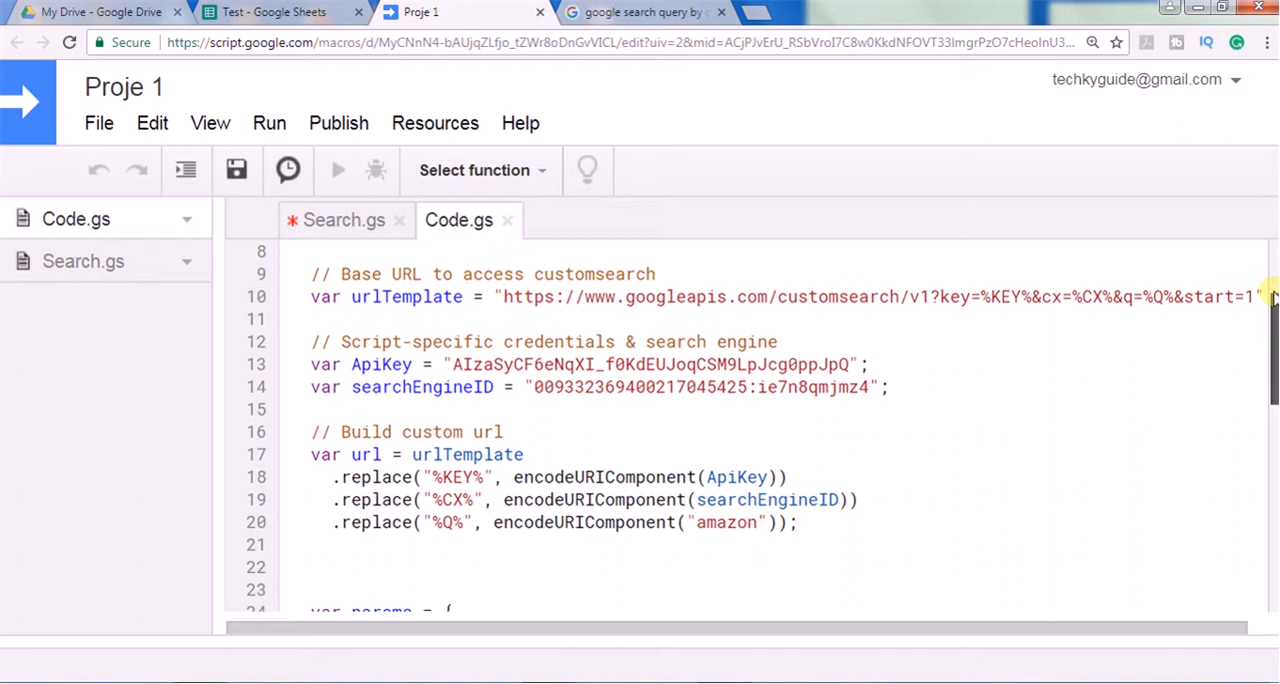 My Drive - Google Drive
Test - Google Sheets
Proje 1
google search query by
Secure
https://script.google.com/macros/d/MyCNnN4-bAUjqZLfjo_tZWr8oDnGvVICL/edit?uiv=2&mid=ACjPJvErU_RSbVroI7C8w0KkdNFOVT33ImgrPzO7cHeoInU3...
Proje 1
techkyguide@gmail.com
File Edit View Run Publish Resources Help
Select function
Code.gs
Search.gs
* Search.gs
Code.gs
8
9 // Base URL to access customsearch
10 var urlTemplate = "https://www.googleapis.com/customsearch/v1?key=%KEY%&cx=%CX%&q=%Q%&start=1"
11
12 // Script-specific credentials & search engine
13 var ApiKey = "AIzaSyCF6eNqXI_f0KdEUJoqCSM9LpJcg0ppJpQ";
14 var searchEngineID = "009332369400217045425:ie7n8qmjmz4";
15
16 // Build custom url
17 var url = urlTemplate
18 .replace("%KEY%", encodeURIComponent(ApiKey))
19 .replace("%CX%", encodeURIComponent(searchEngineID))
20 .replace("%Q%", encodeURIComponent("amazon"));
21
22
23
24 var params = {